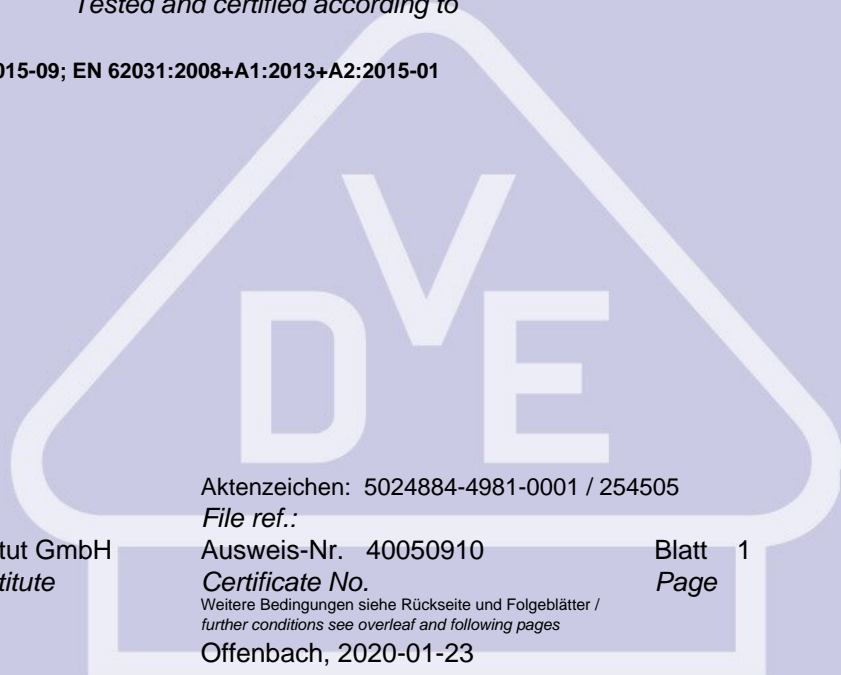 Tested and certified according to
015-09; EN 62031:2008+A1:2013+A2:2015-01
DVE
Aktenzeichen: 5024884-4981-0001 / 254505
File ref.:
tut GmbH Ausweis-Nr. 40050910 Blatt 1
titute Certificate No. Page
Weitere Bedingungen siehe Rückseite und Folgeblätter /
further conditions see overleaf and following pages
Offenbach, 2020-01-23